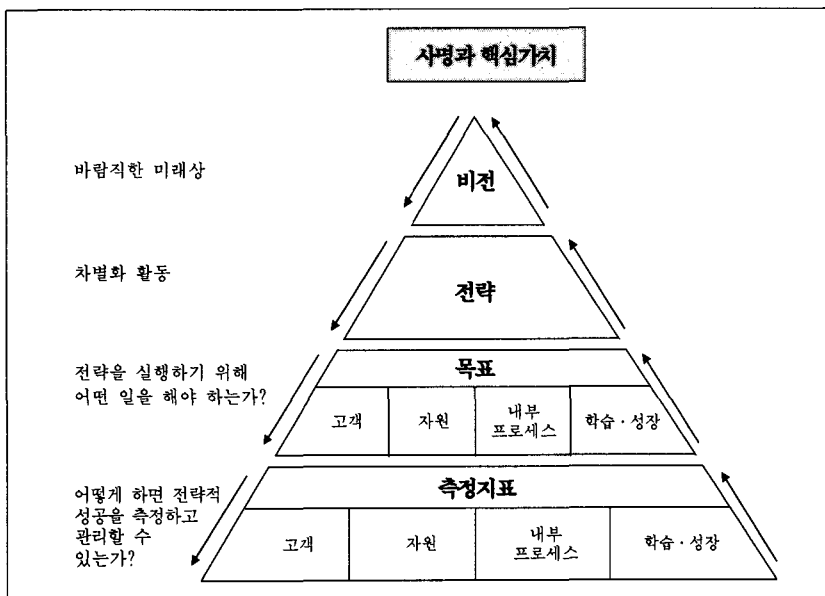 사명과 핵심가치
바람직한 미래상
비전
차별화 활동
전략
전략을 실행하기 위해
어떤 일을 해야 하는가?
목표
고객
자원
내부
프로세스
학습·성장
어떻게 하면 전략적
성공을 측정하고
관리할 수
있는가?
측정지표
고객
자원
내부
프로세스
학습·성장